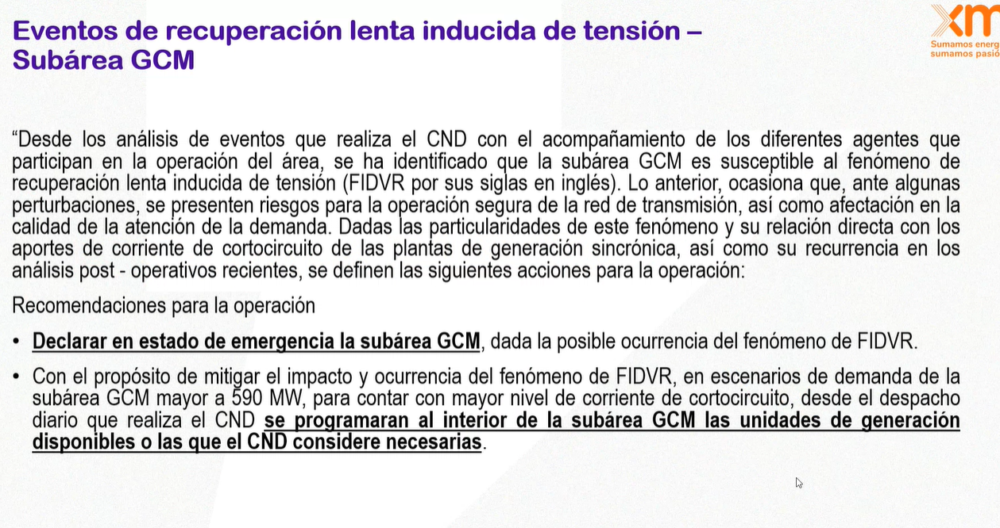 Eventos de recuperación lenta inducida de tensión –
Subárea GCM
xm
Sumamos energ
sumamos pasió
“Desde los análisis de eventos que realiza el CND con el acompañamiento de los diferentes agentes que
participan en la operación del área, se ha identificado que la subárea GCM es susceptible al fenómeno de
recuperación lenta inducida de tensión (FIDVR por sus siglas en inglés). Lo anterior, ocasiona que, ante algunas
perturbaciones, se presenten riesgos para la operación segura de la red de transmisión, así como afectación en la
calidad de la atención de la demanda. Dadas las particularidades de este fenómeno y su relación directa con los
aportes de corriente de cortocircuito de las plantas de generación sincrónica, así como su recurrencia en los
análisis post - operativos recientes, se definen las siguientes acciones para la operación:
Recomendaciones para la operación
• Declarar en estado de emergencia la subárea GCM, dada la posible ocurrencia del fenómeno de FIDVR.
• Con el propósito de mitigar el impacto y ocurrencia del fenómeno de FIDVR, en escenarios de demanda de la
subárea GCM mayor a 590 MW, para contar con mayor nivel de corriente de cortocircuito, desde el despacho
diario que realiza el CND se programaran al interior de la subárea GCM las unidades de generación
disponibles o las que el CND considere necesarias.